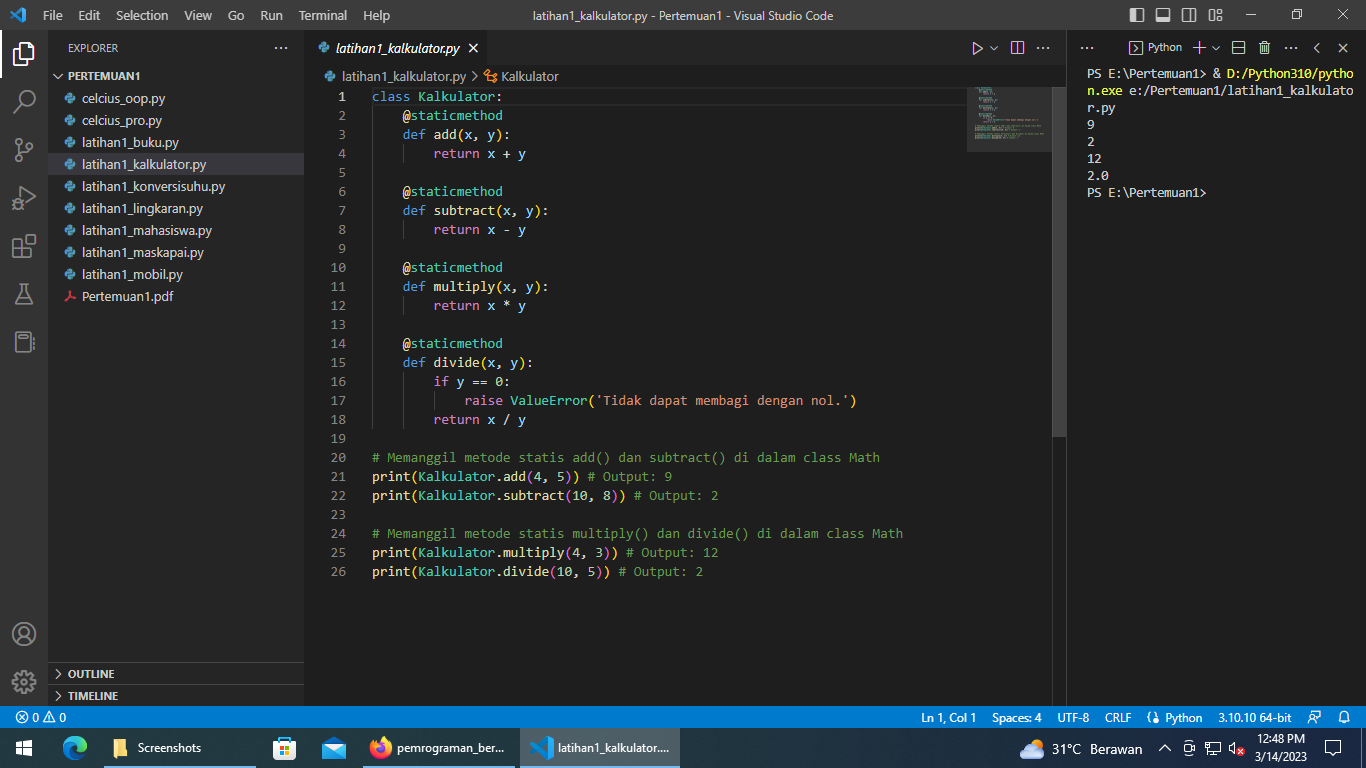 File Edit Selection View Go Run Terminal Help latihan1_kalkulator.py - Pertemuan1 - Visual Studio Code
EXPLORER
PERTEMUAN1
celcius_oop.py
celcius_pro.py
latihan1_buku.py
latihan1_kalkulator.py
latihan1_konversisuhu.py
latihan1_lingkaran.py
latihan1_mahasiswa.py
latihan1_maskapai.py
latihan1_mobil.py
Pertemuan1.pdf
OUTLINE
TIMELINE
latihan1_kalkulator.py
latihan1_kalkulator.py > Kalkulator
1 class Kalkulator:
2     @staticmethod
3     def add(x, y):
4         return x + y
5
6     @staticmethod
7     def subtract(x, y):
8         return x - y
9
10     @staticmethod
11     def multiply(x, y):
12         return x * y
13
14     @staticmethod
15     def divide(x, y):
16         if y == 0:
17             raise ValueError('Tidak dapat membagi dengan nol.')
18         return x / y
19
20 # Memanggil metode statis add() dan subtract() di dalam class Math
21 print(Kalkulator.add(4, 5)) # Output: 9
22 print(Kalkulator.subtract(10, 8)) # Output: 2
23
24 # Memanggil metode statis multiply() dan divide() di dalam class Math
25 print(Kalkulator.multiply(4, 3)) # Output: 12
26 print(Kalkulator.divide(10, 5)) # Output: 2
Python
PS E:\Pertemuan1> & D:/Python310/pytho
n.exe e:/Pertemuan1/latihan1_kalkulato
r.py
9
2
12
2.0
PS E:\Pertemuan1>
0 0 Ln 1, Col 1 Spaces: 4 UTF-8 CRLF Python 3.10.10 64-bit
Screenshots pemrograman_ber... latihan1_kalkulator.... 31°C Berawan
12:48 PM
3/14/2023